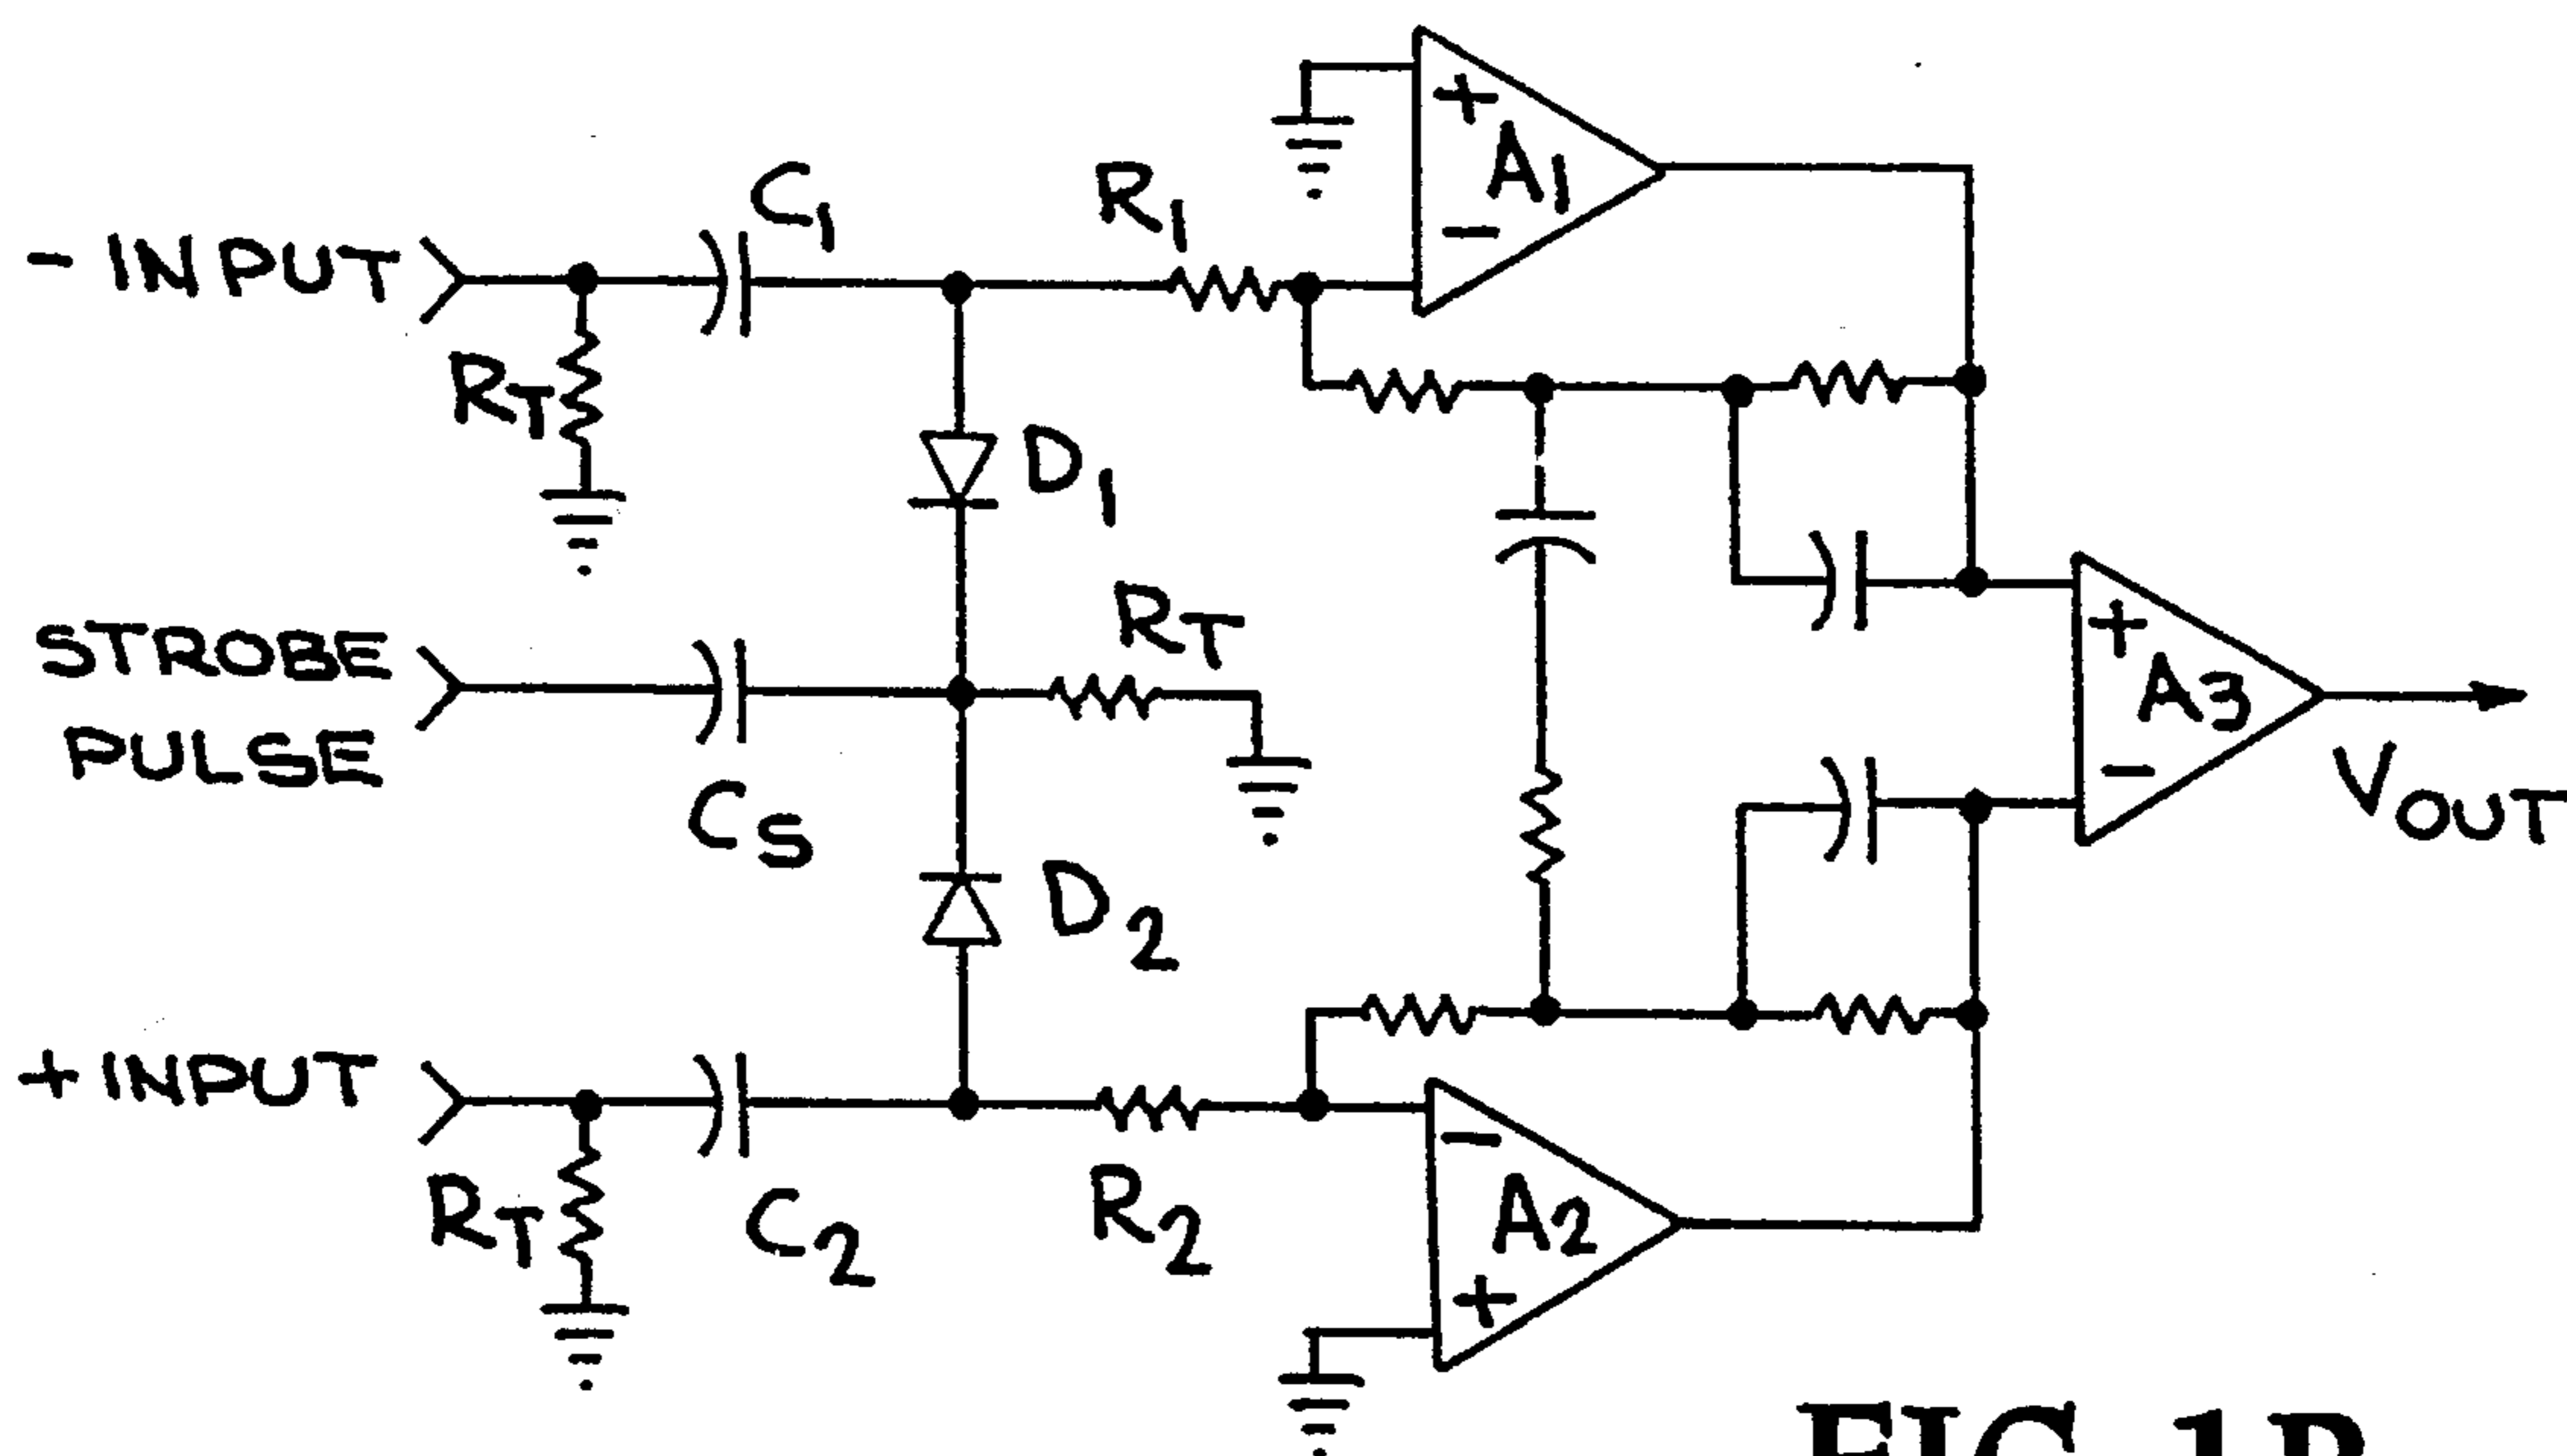 +
A1
-
C1
R1
- INPUT
RT
D1
STROBE
PULSE
RT
CS
+
A3
-
VOUT
D2
+ INPUT
RT
C2
R2
-
A2
+